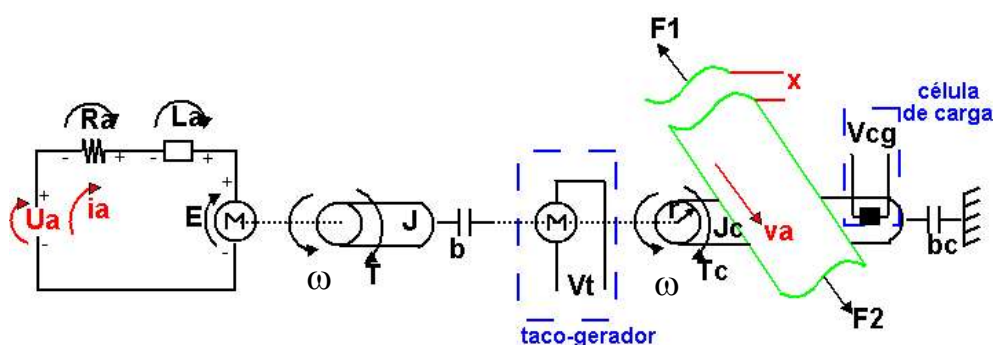 F1
x
célula
de carga
Ra
La
Vcg
Ua
ia
E
M
J
b
M
r
Jc
va
bc
ω
T
Vt
ω
Tc
F2
taco-gerador
- + - +
+
-
+
-